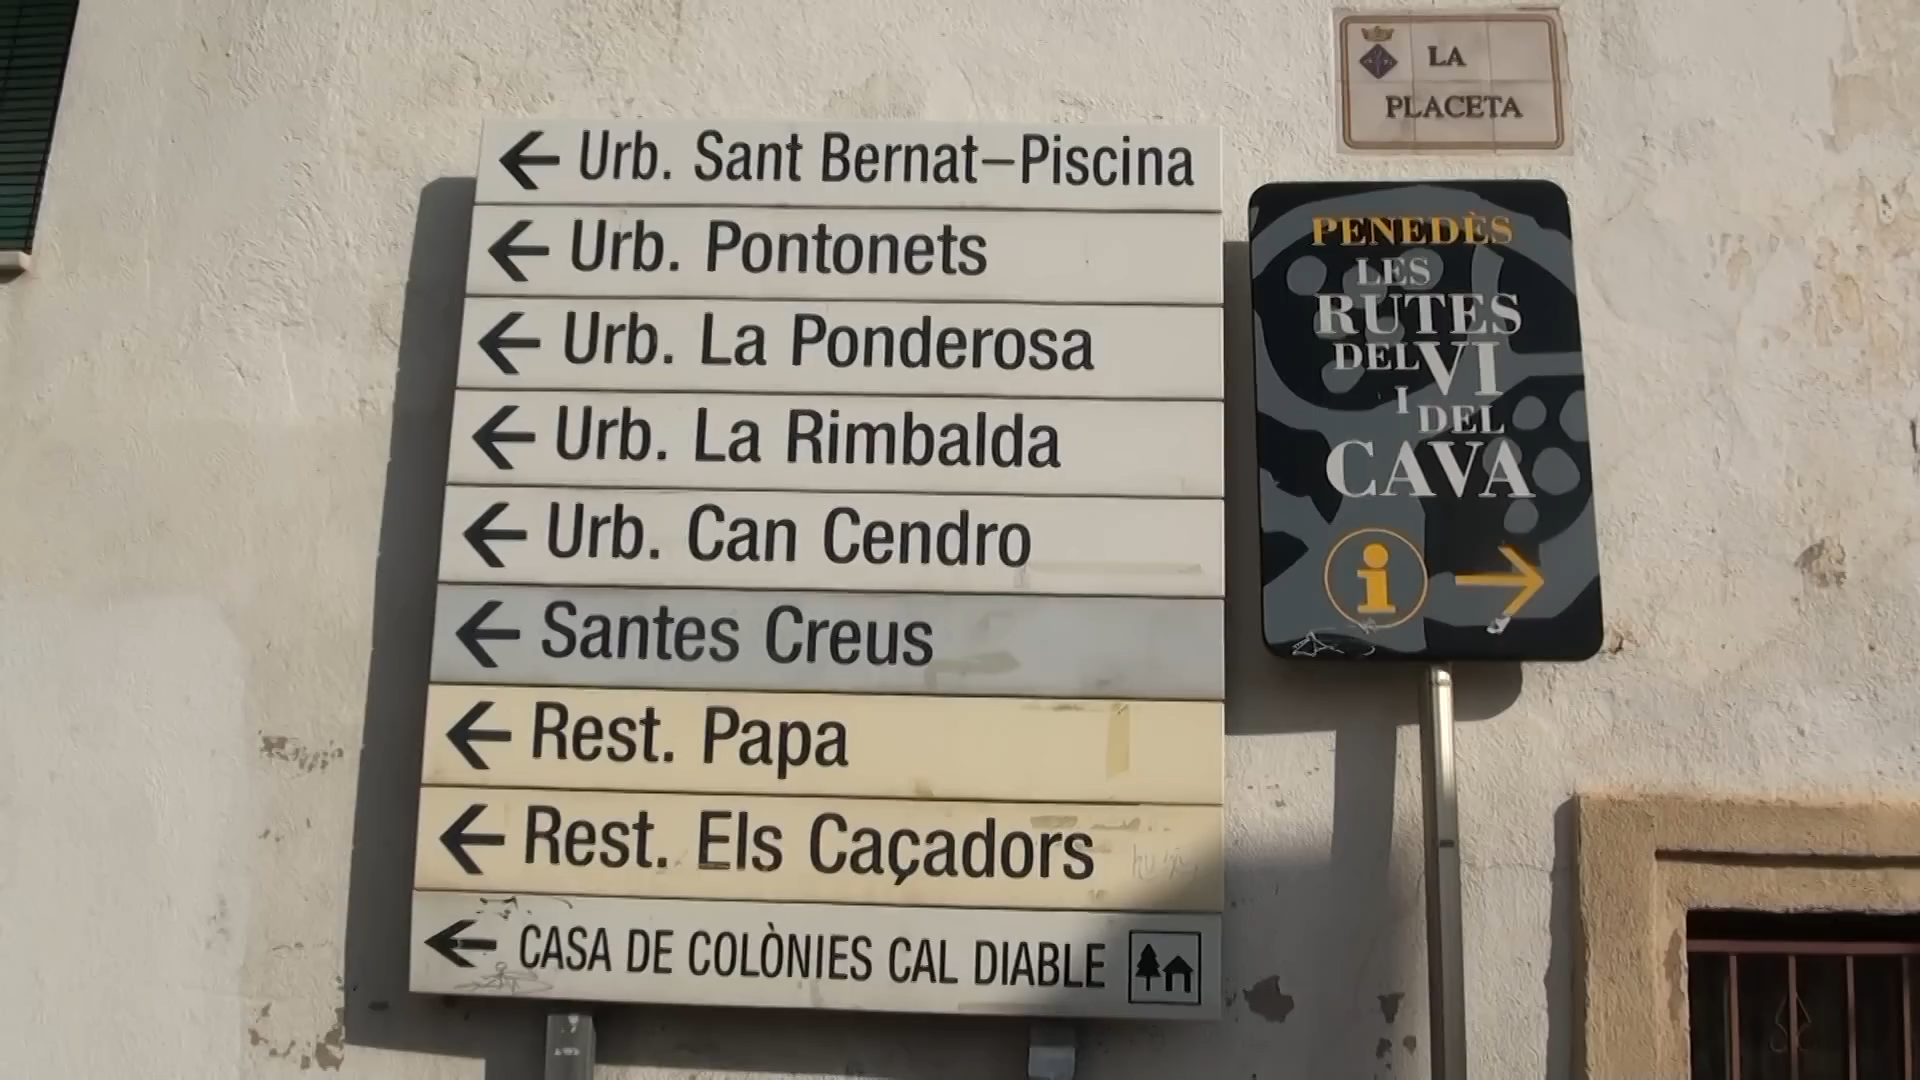 Urb. Sant Bernat–Piscina
Urb. Pontonets
Urb. La Ponderosa
Urb. La Rimbalda
Urb. Can Cendro
Santes Creus
Rest. Papa
Rest. Els Caçadors
CASA DE COLÒNIES CAL DIABLE
LA
PLACETA
PENEDÈS
LES
RUTES
DEL VI
I DEL
CAVA
i